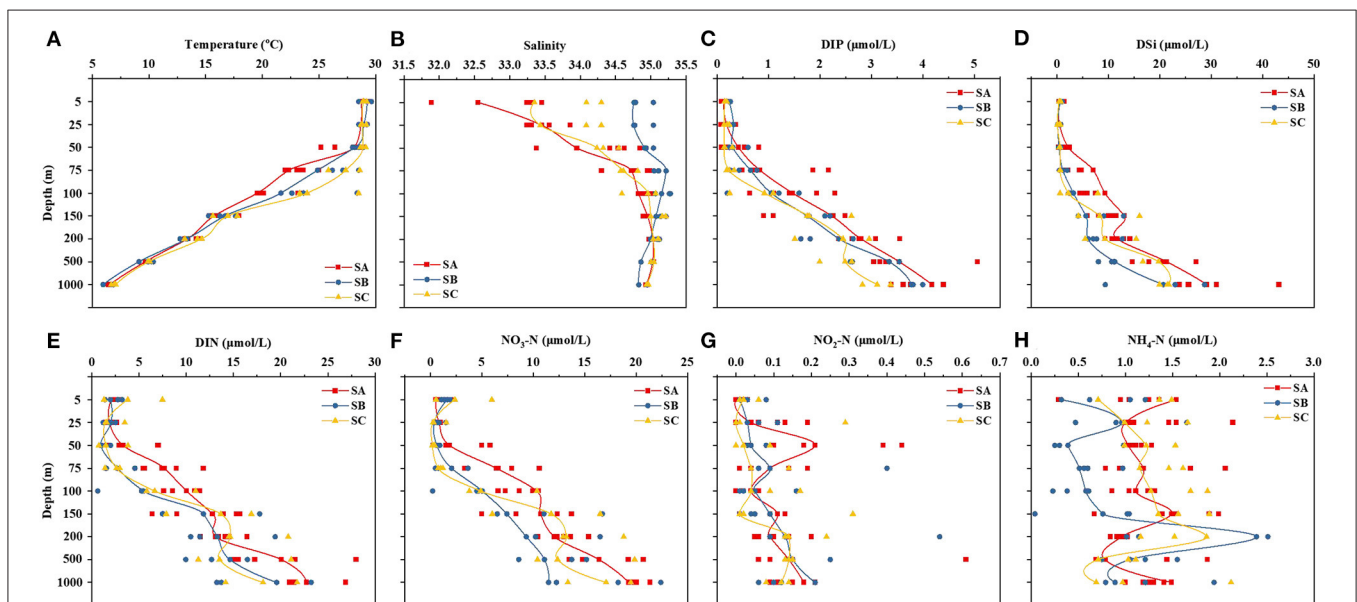 A
Temperature (°C)
5 10 15 20 25 30
Depth (m)
5
25
50
75
100
150
200
500
1000
SA
SB
SC
B
Salinity
31.5 32.0 32.5 33.0 33.5 34.0 34.5 35.0 35.5
SA
SB
SC
C
DIP (μmol/L)
0 1 2 3 4 5
SA
SB
SC
D
DSi (μmol/L)
-10 0 10 20 30 40 50
SA
SB
SC
E
DIN (μmol/L)
0 5 10 15 20 25 30
Depth (m)
5
25
50
75
100
150
200
500
1000
SA
SB
SC
F
NO3-N (μmol/L)
0 5 10 15 20 25
SA
SB
SC
G
NO2-N (μmol/L)
0.0 0.1 0.2 0.3 0.4 0.5 0.6 0.7
SA
SB
SC
H
NH4-N (μmol/L)
0.0 0.5 1.0 1.5 2.0 2.5 3.0
SA
SB
SC